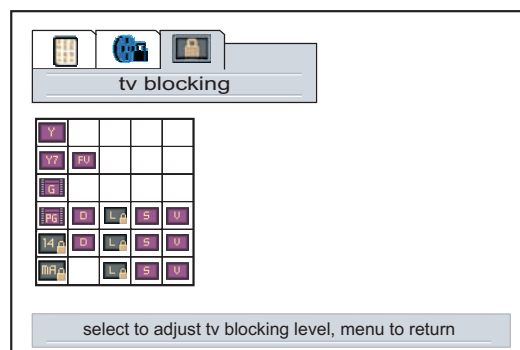 tv blocking
Y
Y7 FV
G
PG D L S V
14 D L S V
MA L S V
select to adjust tv blocking level, menu to return